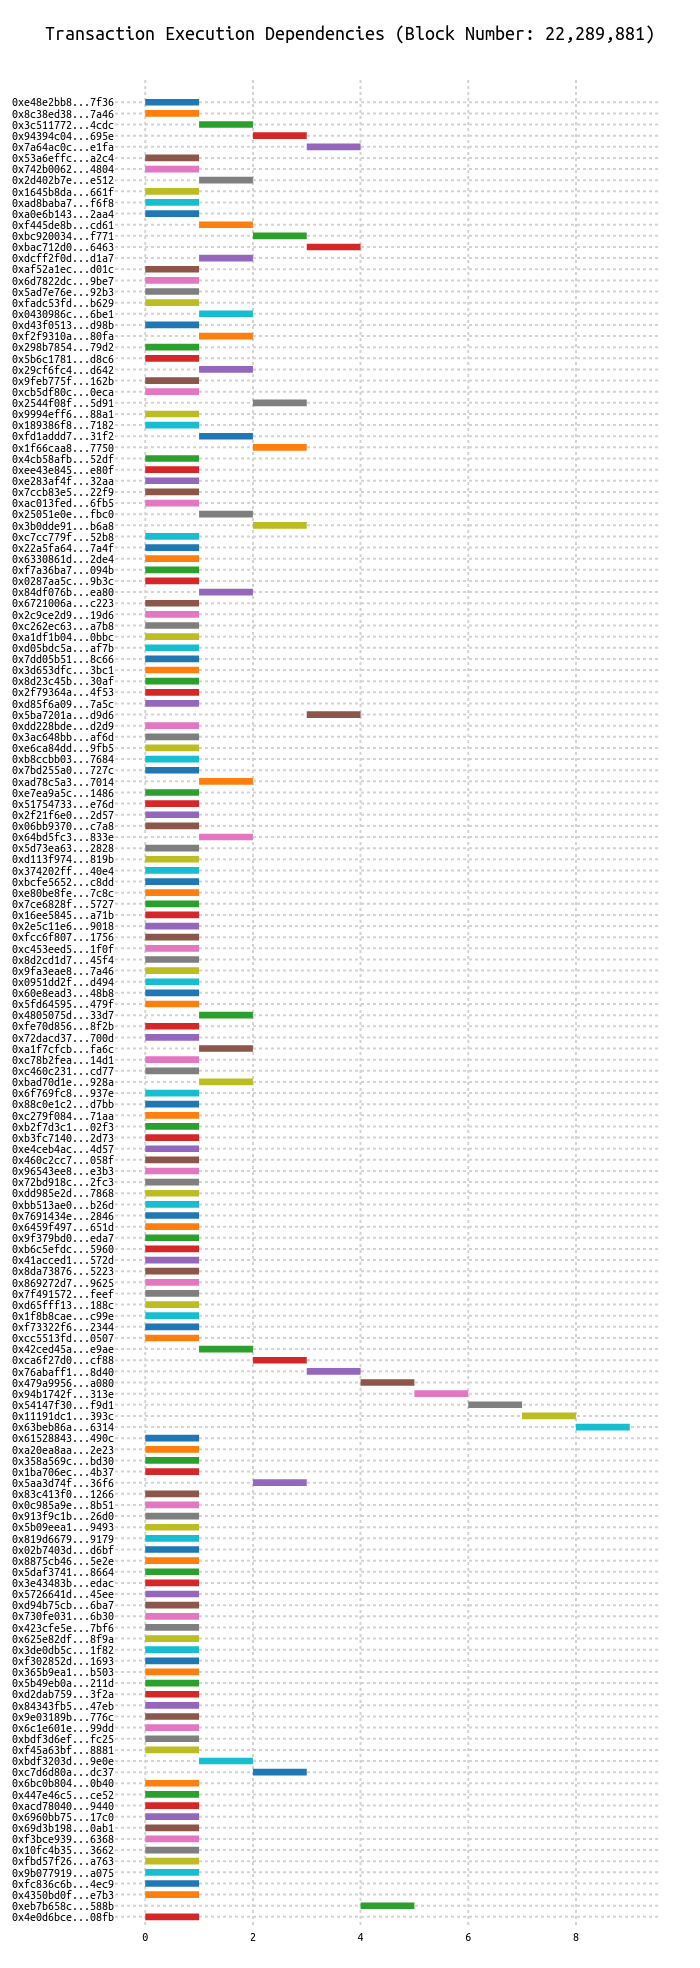 Transaction Execution Dependencies (Block Number: 22,289,881)
0xe48e2bb8...7f36
0x8c38ed38...7a46
0x3c511772...4cdc
0x94394c04...695e
0x7a64ac0c...e1fa
0x53a6effc...a2c4
0x742b0062...4804
0x2d402b7e...e512
0x1645b8da...661f
0xad8baba7...f6f8
0xa0e6b143...2aa4
0xf445de8b...cd61
0xbc920034...f771
0xbac712d0...6463
0xdcff2f0d...d1a7
0xaf52a1ec...d01c
0x6d7822dc...9be7
0x5ad7e76e...92b3
0xfadc53fd...b629
0x0430986c...6be1
0xd43f0513...d98b
0xf2f9310a...80fa
0x298b7854...79d2
0x5b6c1781...d8c6
0x29cf6fc4...d642
0x9feb775f...162b
0xcb5df80c...0eca
0x2544f08f...5d91
0x9994eff6...88a1
0x189386f8...7182
0xfd1addd7...31f2
0x1f66caa8...7750
0x4cb58afb...52df
0xee43e845...e80f
0xe283af4f...32aa
0x7ccb83e5...22f9
0xac013fed...6fb5
0x25051e0e...fbc0
0x3b0dde91...b6a8
0xc7cc779f...52b8
0x22a5fa64...7a4f
0x6330861d...2de4
0xf7a36ba7...094b
0x0287aa5c...9b3c
0x84df076b...ea80
0x6721006a...c223
0x2c9ce2d9...19d6
0xc262ec63...a7b8
0xa1df1b04...0bbc
0xd05bdc5a...af7b
0x7dd05b51...8c66
0x3d653dfc...3bc1
0x8d23c45b...30af
0x2f79364a...4f53
0xd85f6a09...7a5c
0x5ba7201a...d9d6
0xdd228bde...d2d9
0x3ac648bb...af6d
0xe6ca84dd...9fb5
0xb8ccbb03...7684
0x7bd255a0...727c
0xad78c5a3...7014
0xe7ea9a5c...1486
0x51754733...e76d
0x2f21f6e0...2d57
0x06bb9370...c7a8
0x64bd5fc3...833e
0x5d73ea63...2828
0xd113f974...819b
0x374202ff...40e4
0xbcfe5652...c8dd
0xe80be8fe...7c8c
0x7ce6828f...5727
0x16ee5845...a71b
0x2e5c11e6...9018
0xfcc6f807...1756
0xc453eed5...1f0f
0x8d2cd1d7...45f4
0x9fa3eae8...7a46
0x0951dd2f...d494
0x60e8ead3...48b8
0x5fd64595...479f
0x4805075d...33d7
0xfe70d856...8f2b
0x72dacd37...700d
0xa1f7cfcb...fa6c
0xc78b2fea...14d1
0xc460c231...cd77
0xbad70d1e...928a
0x6f769fc8...937e
0x88c0e1c2...d7bb
0xc279f084...71aa
0xb2f7d3c1...02f3
0xb3fc7140...2d73
0xe4ceb4ac...4d57
0x460c2cc7...058f
0x96543ee8...e3b3
0x72bd918c...2fc3
0xdd985e2d...7868
0xbb513ae0...b26d
0x7691434e...2846
0x6459f497...651d
0x9f379bd0...eda7
0xb6c5efdc...5960
0x41acced1...572d
0x8da73876...5223
0x869272d7...9625
0x7f491572...feef
0xd65fff13...188c
0x1f8b8cae...c99e
0xf73322f6...2344
0xcc5513fd...0507
0x42ced45a...e9ae
0xca6f27d0...cf88
0x76abaff1...8d40
0x479a9956...a080
0x94b1742f...313e
0x54147f30...f9d1
0x11191dc1...393c
0x63beb86a...6314
0x61528843...490c
0xa20ea8aa...2e23
0x358a569c...bd30
0x1ba706ec...4b37
0x5aa3d74f...36f6
0x83c413f0...1266
0x0c985a9e...8b51
0x913f9c1b...26d0
0x5b09eea1...9493
0x819d6679...9179
0x02b7403d...d6bf
0x8875cb46...5e2e
0x5daf3741...8664
0x3e43483b...edac
0x5726641d...45ee
0xd94b75cb...6ba7
0x730fe031...6b30
0x423cfe5e...7bf6
0x625e82df...8f9a
0x3de0db5c...1f82
0xf302852d...1693
0x365b9ea1...b503
0x5b49eb0a...211d
0xd2dab759...3f2a
0x84343fb5...47eb
0x9e03189b...776c
0x6c1e601e...99dd
0xbdf3d6ef...fc25
0xf45a63bf...8881
0xbdf3203d...9e0e
0xc7d6d80a...dc37
0x6bc0b804...0b40
0x447e46c5...ce52
0xacd78040...9440
0x6960bb75...17c0
0x69d3b198...0ab1
0xf3bce939...6368
0x10fc4b35...3662
0xfbd57f26...a763
0x9b077919...a075
0xfc836c6b...4ec9
0x4350bd0f...e7b3
0xeb7b658c...588b
0x4e0d6bce...08fb
0 2 4 6 8